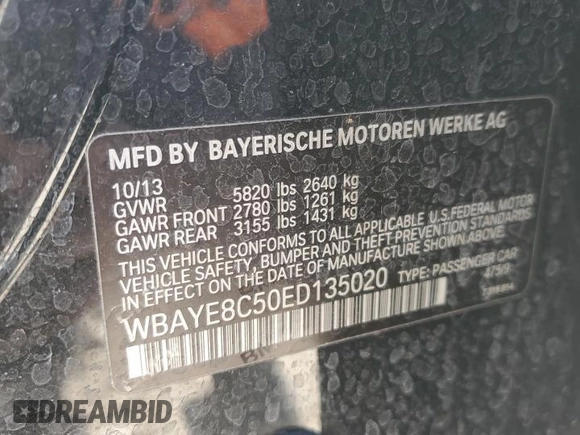 MFD BY BAYERISCHE MOTOREN WERKE AG
10/13
GVWR 5820 lbs 2640 kg
GAWR FRONT 2780 lbs 1261 kg
GAWR REAR 3155 lbs 1431 kg
THIS VEHICLE CONFORMS TO ALL APPLICABLE U.S.FEDERAL MOTOR
VEHICLE SAFETY, BUMPER AND THEFT PREVENTION STANDARDS
IN EFFECT ON THE DATE OF MANUFACTURE SHOWN ABOVE.
WBAYE8C50ED135020 TYPE: PASSENGER CAR
DREAMBID